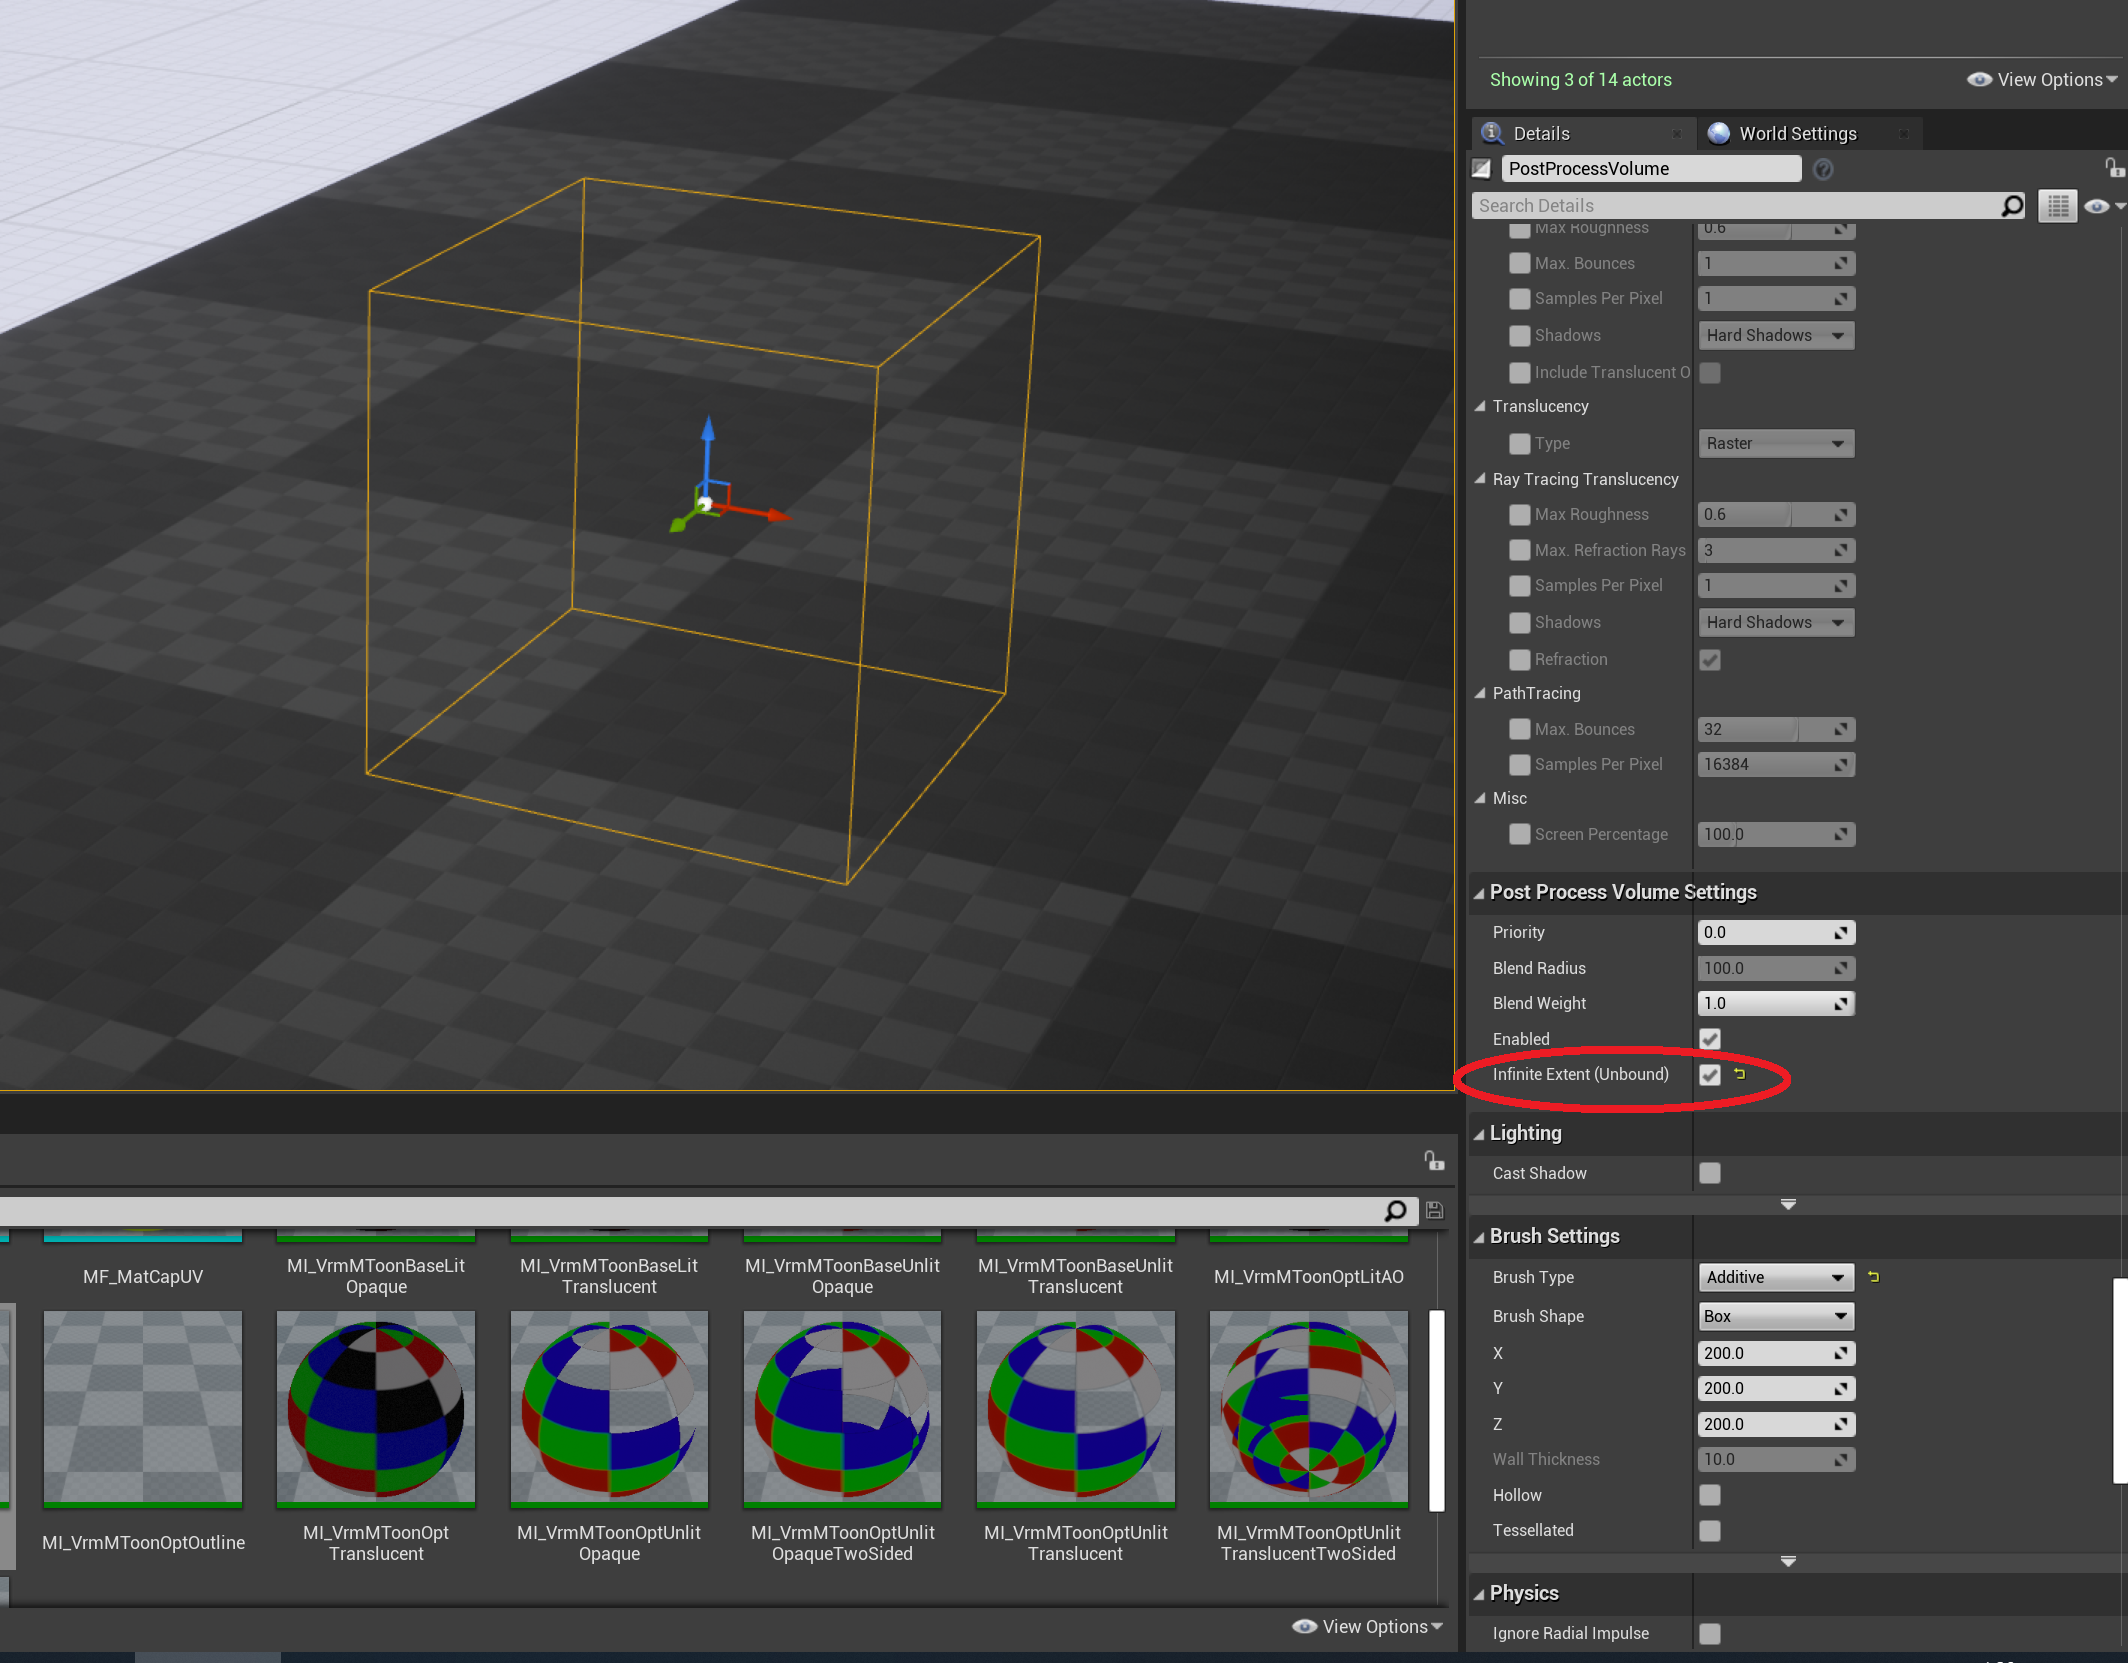 Showing 3 of 14 actors
View Options
Details
World Settings
PostProcessVolume
Search Details
Max Roughness 0.6
Max. Bounces 1
Samples Per Pixel 1
Shadows Hard Shadows
Include Translucent O
Translucency
Type Raster
Ray Tracing Translucency
Max Roughness 0.6
Max. Refraction Rays 3
Samples Per Pixel 1
Shadows Hard Shadows
Refraction
PathTracing
Max. Bounces 32
Samples Per Pixel 16384
Misc
Screen Percentage 100.0
Post Process Volume Settings
Priority 0.0
Blend Radius 100.0
Blend Weight 1.0
Enabled
Infinite Extent (Unbound)
Lighting
Cast Shadow
Brush Settings
Brush Type Additive
Brush Shape Box
X 200.0
Y 200.0
Z 200.0
Wall Thickness 10.0
Hollow
Tessellated
Physics
Ignore Radial Impulse
MF_MatCapUV
MI_VrmMToonBaseLit
Opaque
MI_VrmMToonBaseLit
Translucent
MI_VrmMToonBaseUnlit
Opaque
MI_VrmMToonBaseUnlit
Translucent
MI_VrmMToonOptLitAO
MI_VrmMToonOptOutline
MI_VrmMToonOpt
Translucent
MI_VrmMToonOptUnlit
Opaque
MI_VrmMToonOptUnlit
OpaqueTwoSided
MI_VrmMToonOptUnlit
Translucent
MI_VrmMToonOptUnlit
TranslucentTwoSided
View Options